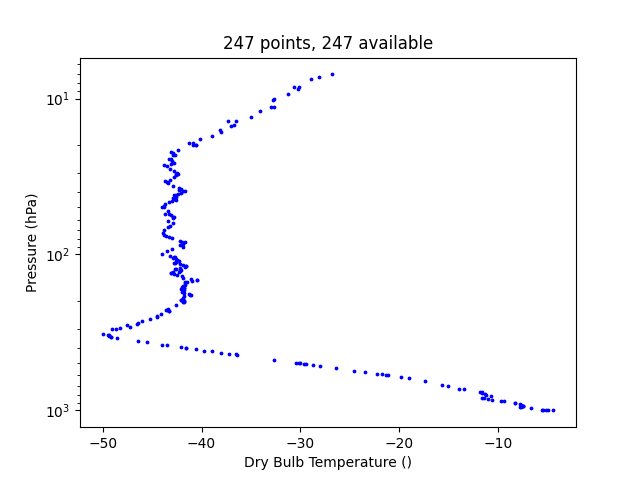 247 points, 247 available
10¹
10²
10³
Pressure (hPa)
−50 −40 −30 −20 −10
Dry Bulb Temperature ()